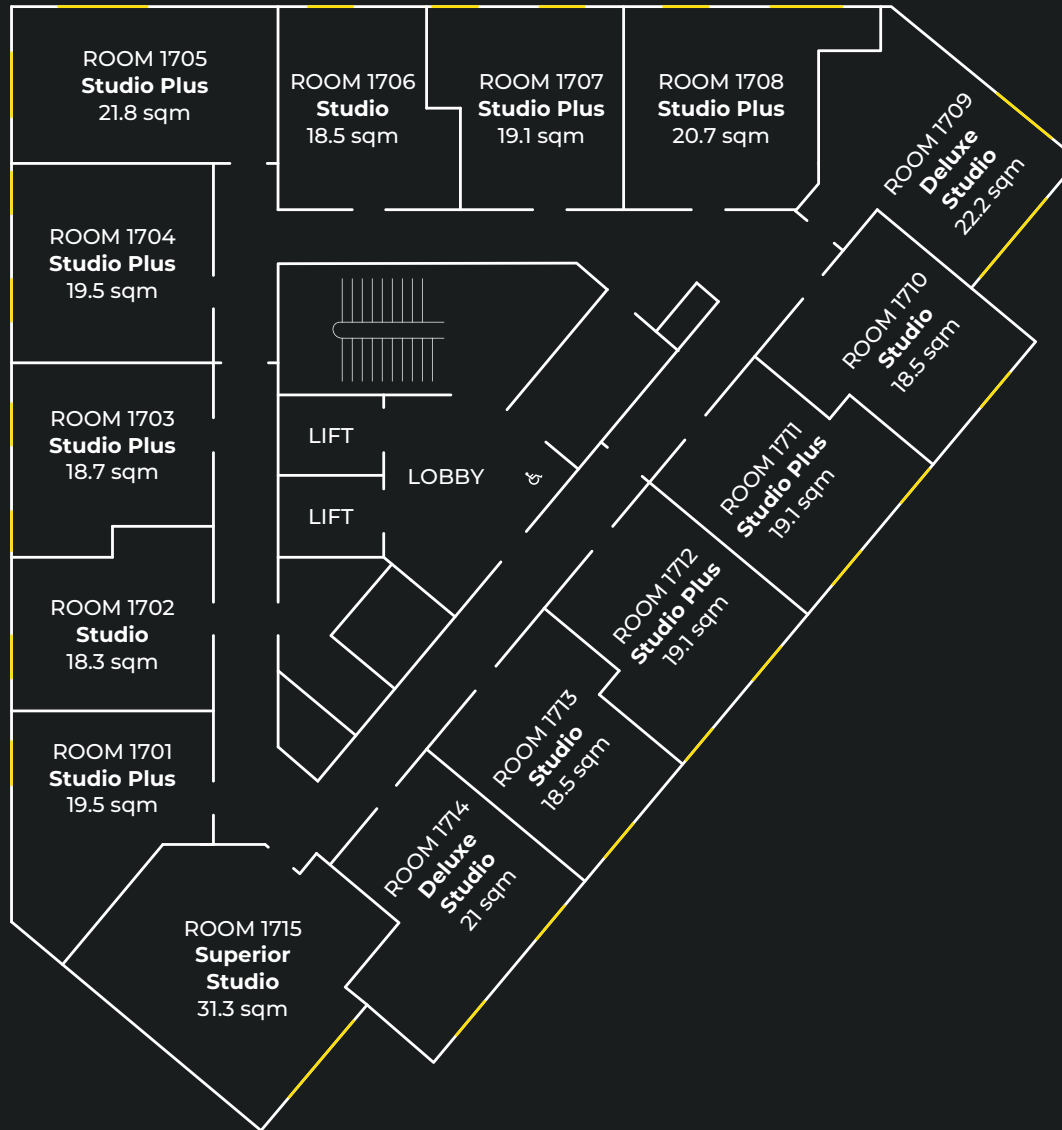 ROOM 1705
Studio Plus
21.8 sqm
ROOM 1706
Studio
18.5 sqm
ROOM 1707
Studio Plus
19.1 sqm
ROOM 1708
Studio Plus
20.7 sqm
ROOM 1709
Deluxe
Studio
22.2 sqm
ROOM 1704
Studio Plus
19.5 sqm
ROOM 1710
Studio
18.5 sqm
ROOM 1703
Studio Plus
18.7 sqm
LIFT
LOBBY
LIFT
ROOM 1711
Studio Plus
19.1 sqm
ROOM 1702
Studio
18.3 sqm
ROOM 1712
Studio Plus
19.1 sqm
ROOM 1701
Studio Plus
19.5 sqm
ROOM 1713
Studio
18.5 sqm
ROOM 1714
Deluxe
Studio
21 sqm
ROOM 1715
Superior
Studio
31.3 sqm